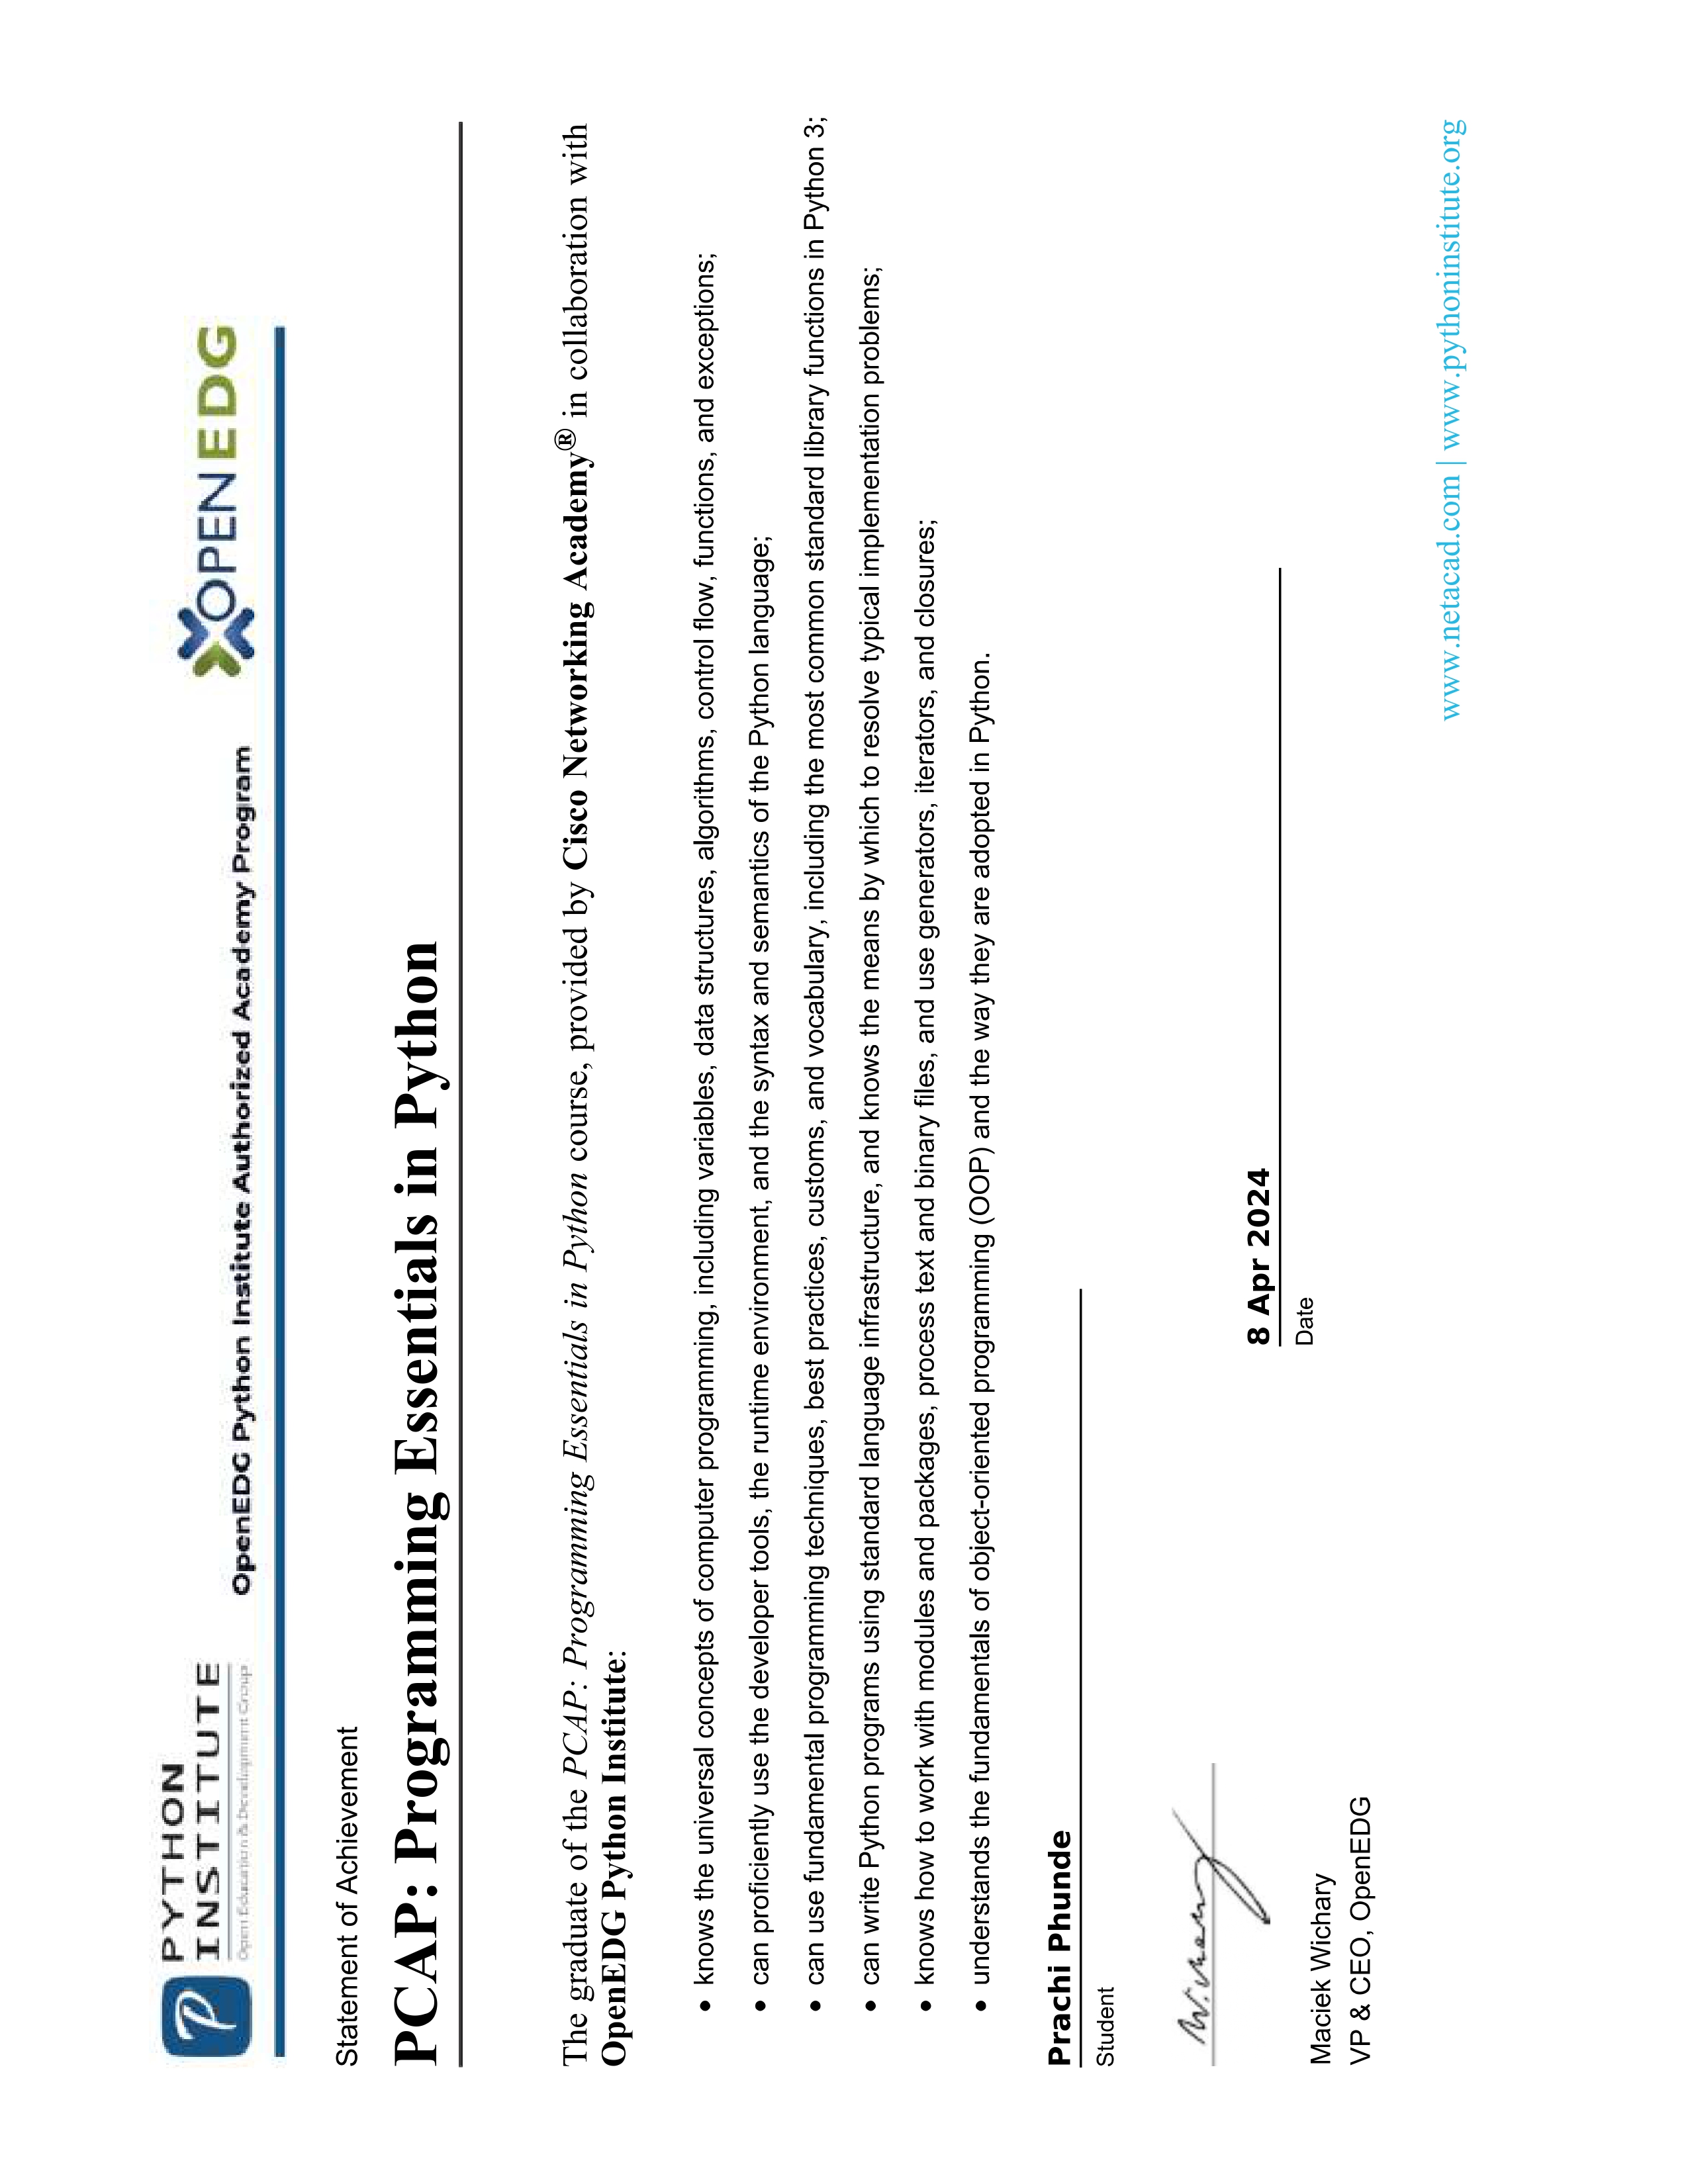 PYTHON
INSTITUTE
Open Education & Development Group
OpenEDG Python Institute Authorized Academy Program
OPENEDG
Statement of Achievement
PCAP: Programming Essentials in Python
The graduate of the PCAP: Programming Essentials in Python course, provided by Cisco Networking Academy® in collaboration with
OpenEDG Python Institute:
• knows the universal concepts of computer programming, including variables, data structures, algorithms, control flow, functions, and exceptions;
• can proficiently use the developer tools, the runtime environment, and the syntax and semantics of the Python language;
• can use fundamental programming techniques, best practices, customs, and vocabulary, including the most common standard library functions in Python 3;
• can write Python programs using standard language infrastructure, and knows the means by which to resolve typical implementation problems;
• knows how to work with modules and packages, process text and binary files, and use generators, iterators, and closures;
• understands the fundamentals of object-oriented programming (OOP) and the way they are adopted in Python.
Prachi Phunde
Student
Wichary
8 Apr 2024
Date
Maciek Wichary
VP & CEO, OpenEDG
www.netacad.com | www.pythoninstitute.org